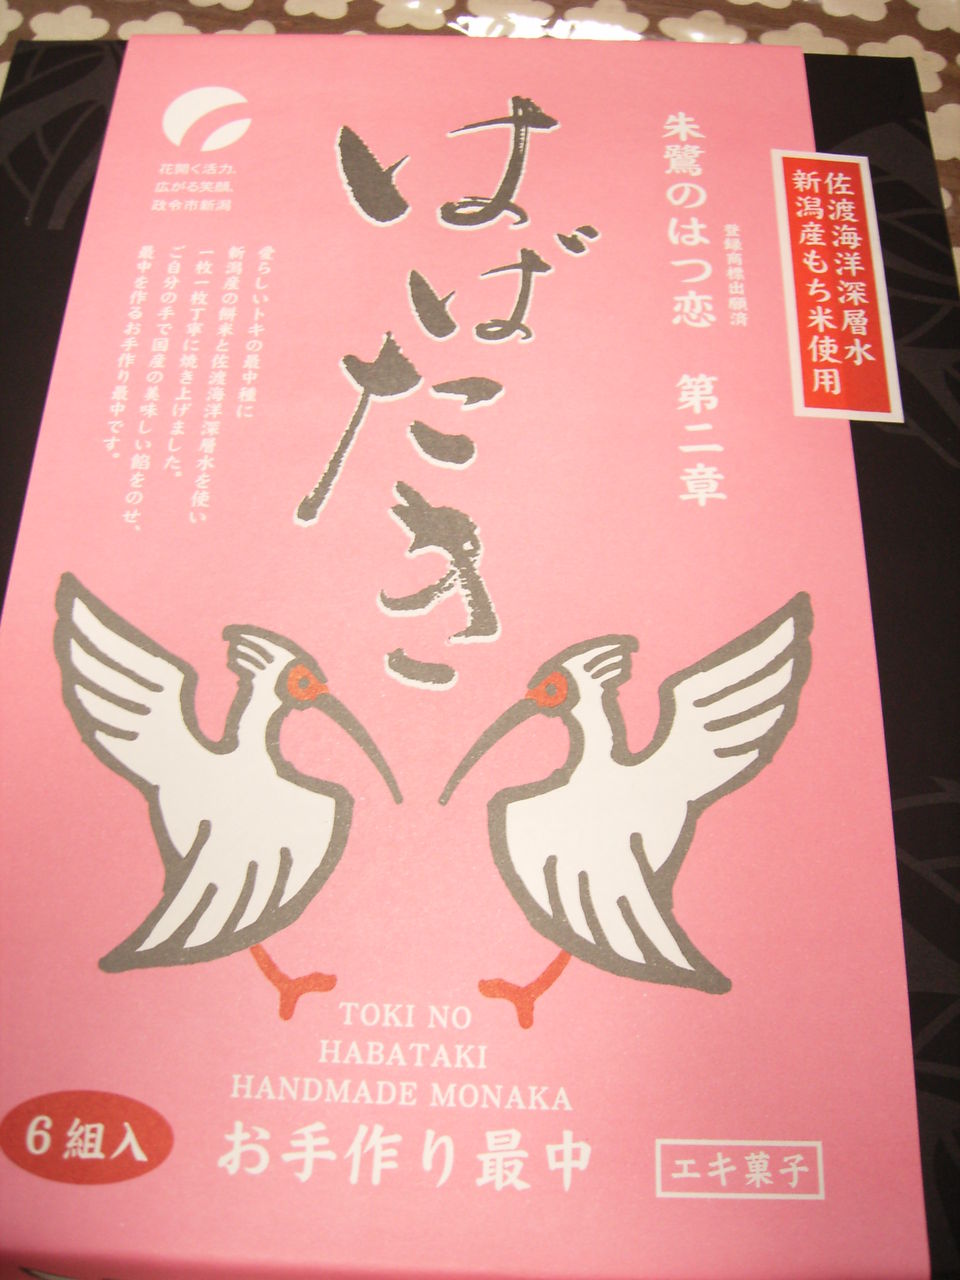 佐渡海洋深層水
新潟産もち米使用
朱鷺のはつ恋 第二章
登録商標出願済
はばたき
花開く活力、
広がる笑顔、
政令市新潟
愛らしいトキの最中種に
新潟産の餅米と佐渡海洋深層水を使い
一枚一枚丁寧に焼き上げました。
ご自分の手で国産の美味しい餡をのせ、
最中を作るお手作り最中です。
TOKI NO
HABATAKI
HANDMADE MONAKA
お手作り最中
6組入
エキ菓子